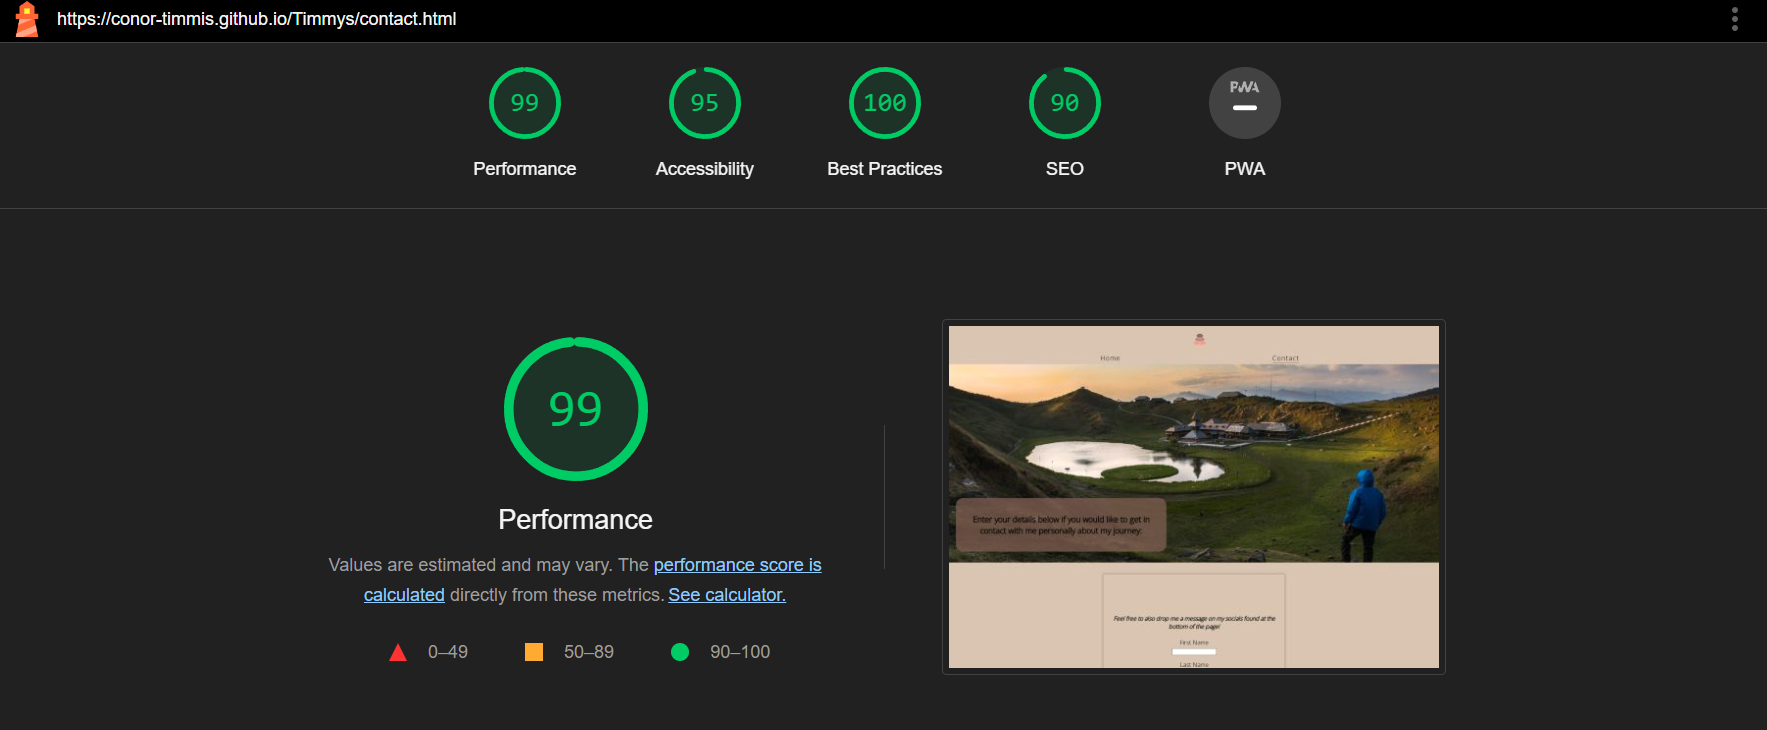 https://conor-timmis.github.io/Timmys/contact.html
99
95
100
90
PWA
Performance
Accessibility
Best Practices
SEO
PWA
99
Performance
Values are estimated and may vary. The performance score is
calculated directly from these metrics. See calculator.
0–49
50–89
90–100
Home
Contact
Enter your details below if you would like to get in
contact with me personally about my journey:
Feel free to also drop me a message on my socials found at the
bottom of the page!
First Name
Last Name